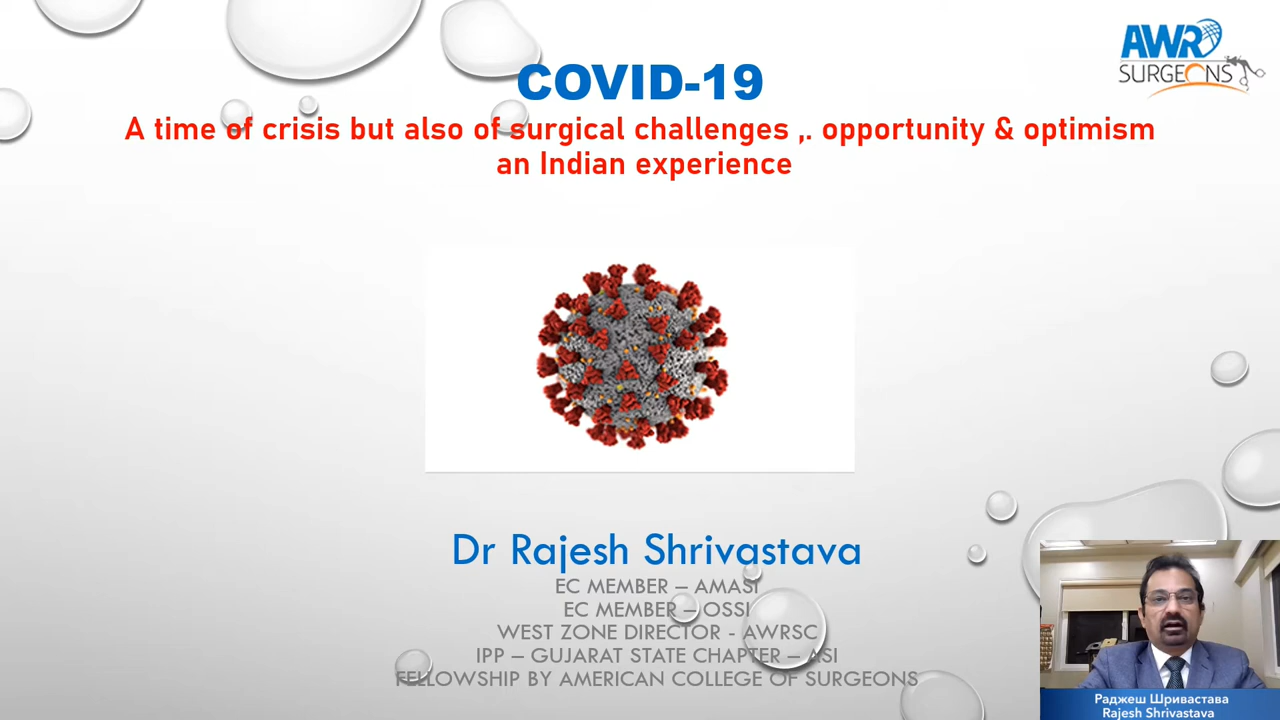 AWR
SURGEONS
COVID-19
A time of crisis but also of surgical challenges ,. opportunity & optimism
an Indian experience
Dr Rajesh Shrivastava
EC MEMBER – AMASI
EC MEMBER – OSSI
WEST ZONE DIRECTOR - AWRSC
IPP – GUJARAT STATE CHAPTER – ASI
FELLOWSHIP BY AMERICAN COLLEGE OF SURGEONS
Раджеш Шривастава
Rajesh Shrivastava